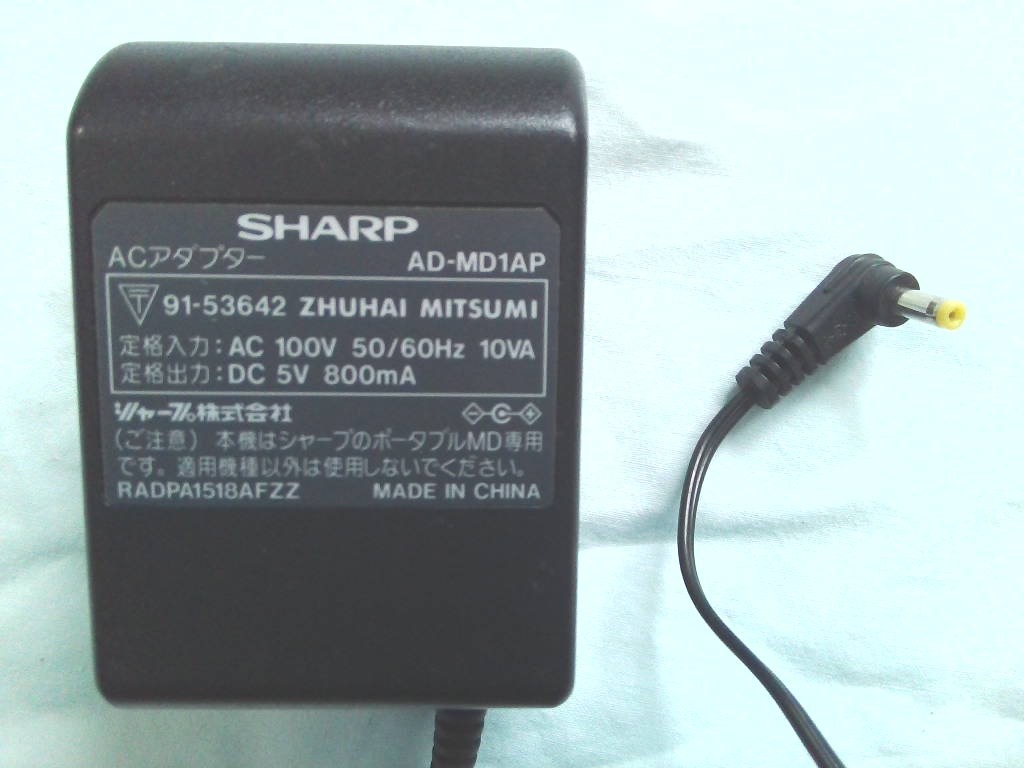 SHARP
ACアダプター AD-MD1AP
〒 91-53642 ZHUHAI MITSUMI
定格入力：AC 100V 50/60Hz 10VA
定格出力：DC 5V 800mA
シャープ株式会社
(ご注意) 本機はシャープのポータブルMD専用
です。適用機種以外は使用しないでください。
RADPA1518AFZZ MADE IN CHINA